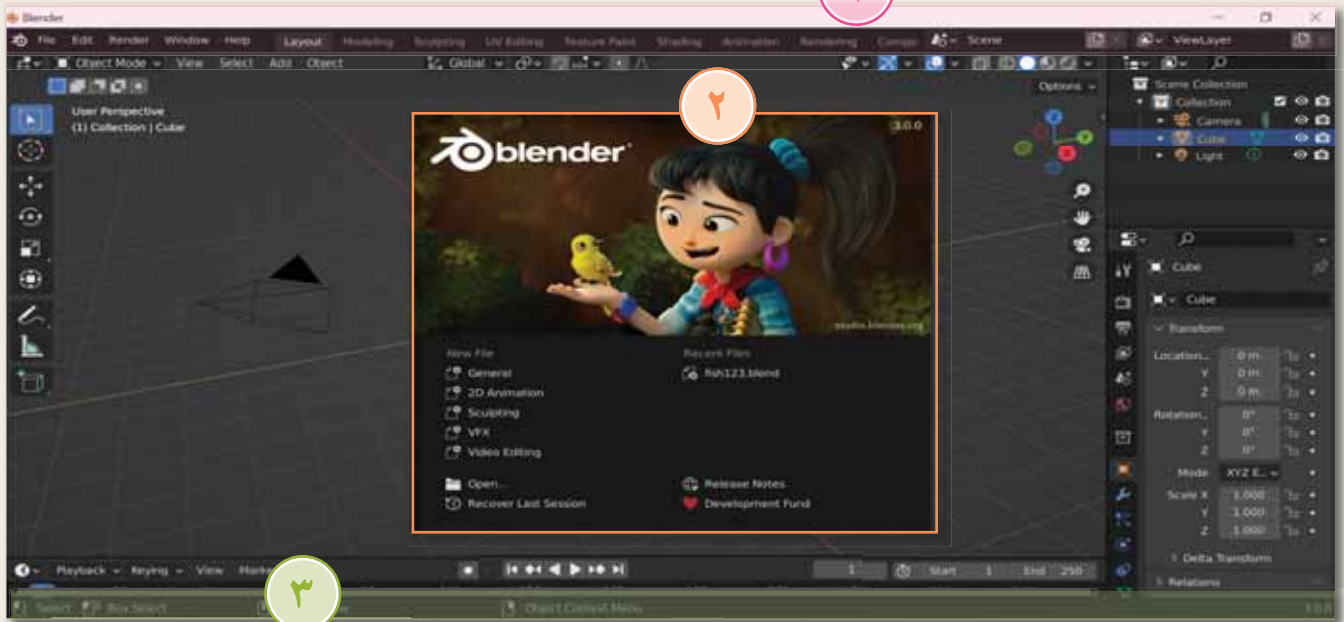 Blender
File Edit Render Window Help Layout Modeling Sculpting UV Editing Texture Paint Shading Animation Rendering Compo Scene ViewLayer
Object Mode View Select Add Object Global
Options
User Perspective
(1) Collection | Cube
Scene Collection
Collection
Camera
Cube
Light
٢
3.0.0
blender
studio.blender.org
New File
General
2D Animation
Sculpting
VFX
Video Editing
Open...
Recover Last Session
Recent Files
fish123.blend
Release Notes
Development Fund
Cube
Cube
Transform
Location... 0 m
Y 0 m
Z 0 m
Rotation... 0°
Y 0°
Z 0°
Mode XYZ E...
Scale X 1.000
Y 1.000
Z 1.000
Delta Transform
Relations
Playback Keying View 1 Start 1 End 250
٣
Select Box Select Object Context Menu 3.0.0